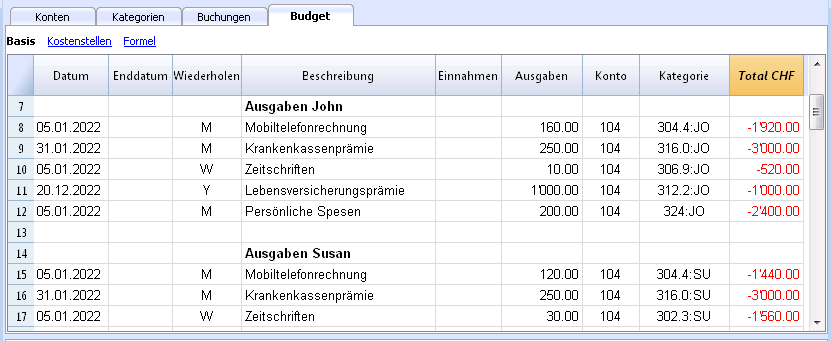 Konten Kategorien Buchungen Budget
Basis Kostenstellen Formel
Datum Enddatum Wiederholen Beschreibung Einnahmen Ausgaben Konto Kategorie Total CHF
7 Ausgaben John
8 05.01.2022 M Mobiltelefonrechnung 160.00 104 304.4:JO -1'920.00
9 31.01.2022 M Krankenkassenprämie 250.00 104 316.0:JO -3'000.00
10 05.01.2022 W Zeitschriften 10.00 104 306.9:JO -520.00
11 20.12.2022 Y Lebensversicherungsprämie 1'000.00 104 312.2:JO -1'000.00
12 05.01.2022 M Persönliche Spesen 200.00 104 324:JO -2'400.00
13
14 Ausgaben Susan
15 05.01.2022 M Mobiltelefonrechnung 120.00 104 304.4:SU -1'440.00
16 31.01.2022 M Krankenkassenprämie 250.00 104 316.0:SU -3'000.00
17 05.01.2022 W Zeitschriften 30.00 104 302.3:SU -1'560.00